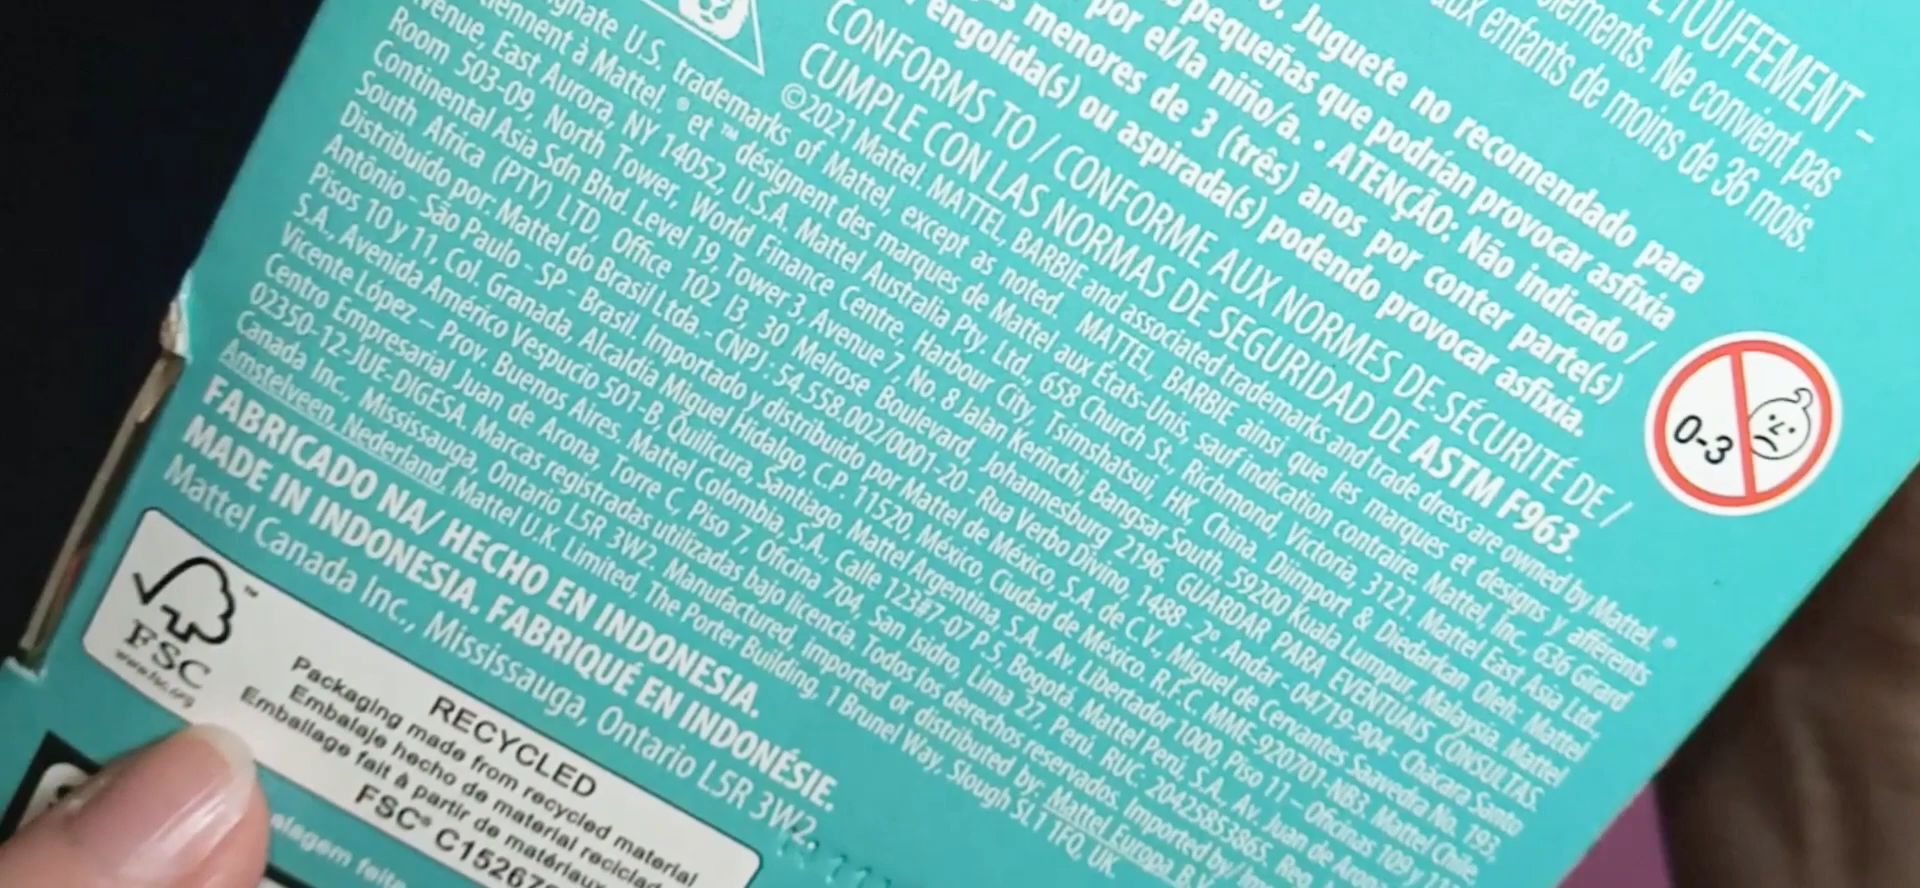 ÉTOUFFEMENT –
Ne convient pas
aux enfants de moins de 36 mois.
Juguete no recomendado para
pequeñas que podrían provocar asfixia
por el/la niño/a. • ATENÇÃO: Não indicado /
menores de 3 (três) anos por conter parte(s)
engolida(s) ou aspirada(s) podendo provocar asfixia.
CONFORMS TO / CONFORME AUX NORMES DE SÉCURITÉ DE /
CUMPLE CON LAS NORMAS DE SEGURIDAD DE ASTM F963.
0-3
©2021 Mattel. MATTEL, BARBIE and associated trademarks and trade dress are owned by Mattel. ®
U.S. trademarks of Mattel, except as noted. MATTEL, BARBIE ainsi que les marques et designs y afférents
à Mattel. ® et ™ désignent des marques de Mattel aux États-Unis, sauf indication contraire. Mattel, Inc., 636 Girard
East Aurora, NY 14052, U.S.A. Mattel Australia Pty. Ltd., 658 Church St., Richmond, Victoria, 3121. Mattel East Asia Ltd.,
Room 503-09, North Tower, World Finance Centre, Harbour City, Tsimshatsui, HK, China. Diimport & Diedarkan Oleh: Mattel
Continental Asia Sdn Bhd. Level 19, Tower 3, Avenue 7, No. 8 Jalan Kerinchi, Bangsar South, 59200 Kuala Lumpur, Malaysia. Mattel
South Africa (PTY) LTD, Office 102 I3, 30 Melrose Boulevard, Johannesburg 2196. GUARDAR PARA EVENTUAIS CONSULTAS.
Distribuido por: Mattel do Brasil Ltda.- CNPJ : 54.558.002/0001-20 - Rua Verbo Divino, 1488 - 2º. Andar - 04719-904 - Chácara Santo
Antônio - São Paulo - SP - Brasil. Importado y distribuido por Mattel de México, S.A. de C.V., Miguel de Cervantes Saavedra No. 193,
Pisos 10 y 11, Col. Granada, Alcaldía Miguel Hidalgo, C.P. 11520, México, Ciudad de México. R.F.C. MME-920701-NB3. Mattel Chile,
S.A., Avenida Américo Vespucio 501-B, Quilicura, Santiago. Mattel Argentina, S.A., Av. Libertador 1000, Piso 11 – Oficinas 109 y
Vicente López – Prov. Buenos Aires. Mattel Colombia, S.A., Calle 123#7-07 P.5, Bogotá. Mattel Perú, S.A., Av. Juan de
Centro Empresarial Juan de Arona, Torre C, Piso 7, Oficina 704, San Isidro, Lima 27, Perú. RUC: 20425853865. Reg.
02350-12-JUE-DIGESA. Marcas registradas utilizadas bajo licencia. Todos los derechos reservados. Imported by/
Canada Inc., Mississauga, Ontario L5R 3W2. Manufactured, imported or distributed by: Mattel Europa B.V.
Amstelveen, Nederland. Mattel U.K. Limited, The Porter Building, 1 Brunel Way, Slough SL1 1FQ, UK.
FABRICADO NA/ HECHO EN INDONESIA.
MADE IN INDONESIA. FABRIQUÉ EN INDONÉSIE.
Mattel Canada Inc., Mississauga, Ontario L5R 3W2.
FSC ™
www.fsc.org
RECYCLED
Packaging made from recycled material
Embalaje hecho de material
Emballage fait à partir de
FSC®